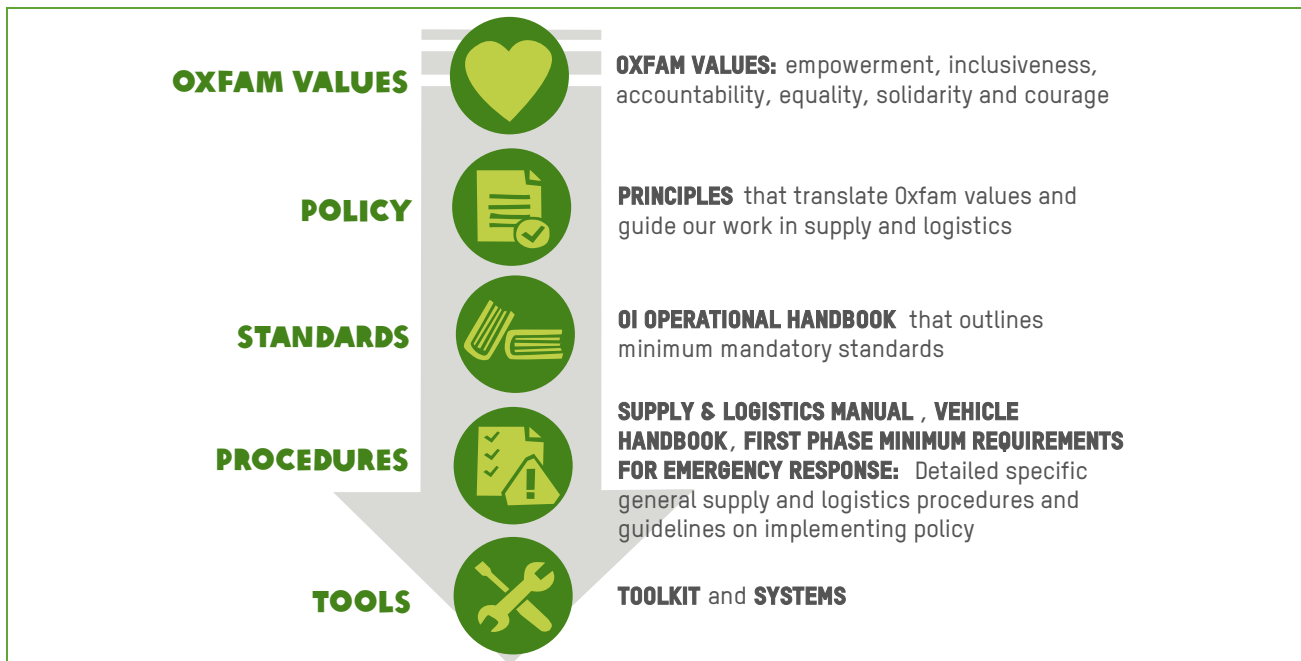 OXFAM VALUES
OXFAM VALUES: empowerment, inclusiveness,
accountability, equality, solidarity and courage
POLICY
PRINCIPLES that translate Oxfam values and
guide our work in supply and logistics
STANDARDS
OI OPERATIONAL HANDBOOK that outlines
minimum mandatory standards
PROCEDURES
SUPPLY & LOGISTICS MANUAL , VEHICLE
HANDBOOK, FIRST PHASE MINIMUM REQUIREMENTS
FOR EMERGENCY RESPONSE: Detailed specific
general supply and logistics procedures and
guidelines on implementing policy
TOOLS
TOOLKIT and SYSTEMS